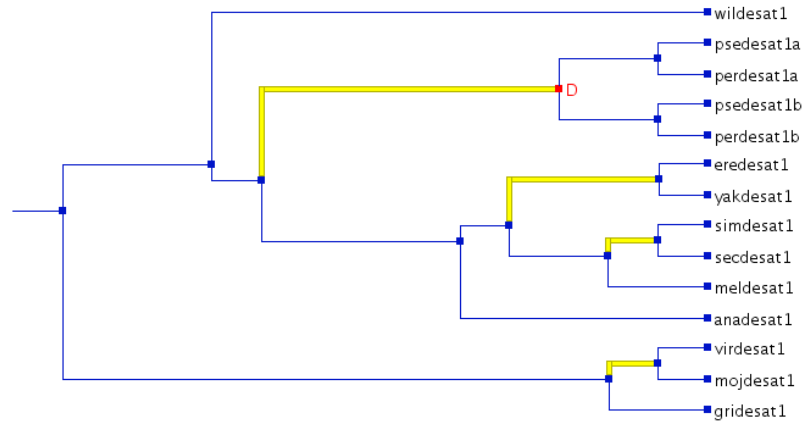 wildesat1
psedesat1a
perdesat1a
D
psedesat1b
perdesat1b
eredesat1
yakdesat1
simdesat1
secdesat1
meldesat1
anadesat1
virdesat1
mojdesat1
gridesat1